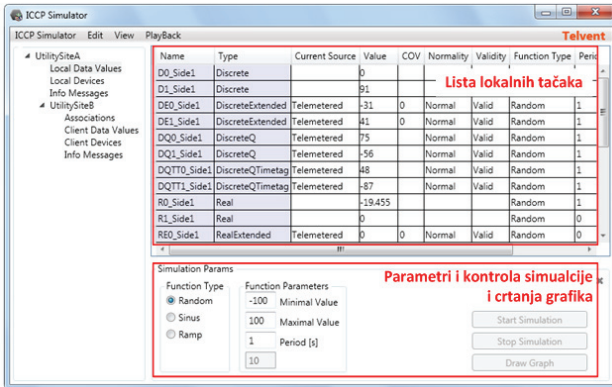 ICCP Simulator
ICCP Simulator Edit View PlayBack Telvent
UtilitySiteA
Local Data Values
Local Devices
Info Messages
UtilitySiteB
Associations
Client Data Values
Client Devices
Info Messages
Name Type Current Source Value COV Normality Validity Function Type Peric
D0_Side1 Discrete 0
D1_Side1 Discrete 91
Lista lokalnih tačaka
DE0_Side1 DiscreteExtended Telemetered -31 0 Normal Valid Random 1
DE1_Side1 DiscreteExtended Telemetered 41 0 Normal Valid Random 0
DQ0_Side1 DiscreteQ Telemetered 75 Normal Valid Random 1
DQ1_Side1 DiscreteQ Telemetered -56 Normal Valid Random 1
DQTT0_Side1 DiscreteQTimetag Telemetered 48 Normal Valid Random 1
DQTT1_Side1 DiscreteQTimetag Telemetered -87 Normal Valid Random 1
R0_Side1 Real -19.455 Random 1
R1_Side1 Real 0 Random 0
RE0_Side1 RealExtended Telemetered 0 0 Normal Valid Random 0
Simulation Params
Parametri i kontrola simualcije
i crtanja grafika
Function Type
Random
Sinus
Ramp
Function Parameters
-100 Minimal Value
100 Maximal Value
1 Period [s]
10
Start Simulation
Stop Simulation
Draw Graph